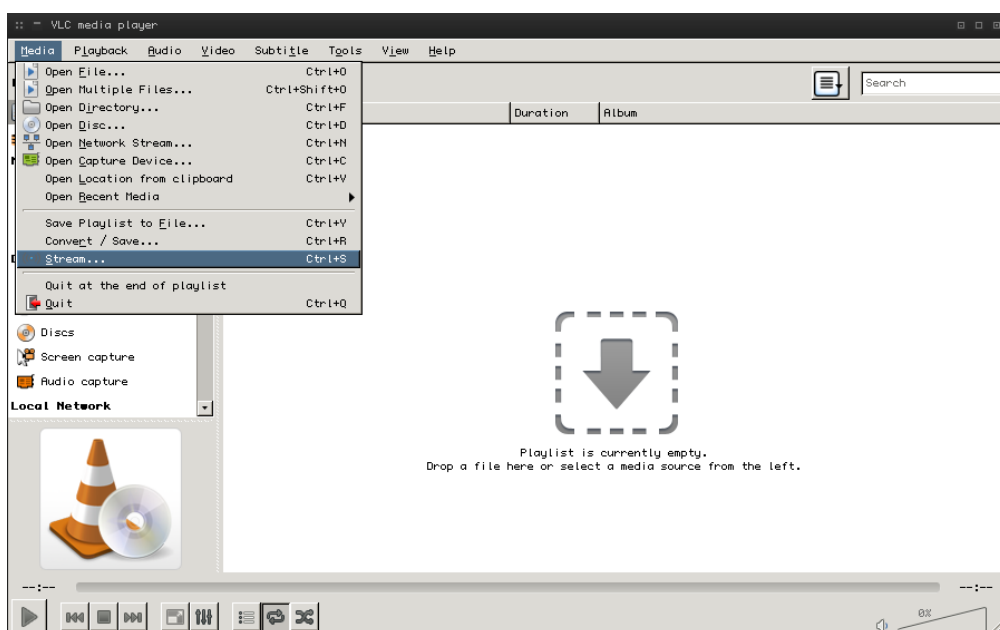 VLC media player
Media Playback Audio Video Subtitle Tools View Help
Open File... Ctrl+O
Open Multiple Files... Ctrl+Shift+O
Open Directory... Ctrl+F
Open Disc... Ctrl+D
Open Network Stream... Ctrl+N
Open Capture Device... Ctrl+C
Open Location from clipboard Ctrl+V
Open Recent Media
Save Playlist to File... Ctrl+Y
Convert / Save... Ctrl+R
Stream... Ctrl+S
Quit at the end of playlist
Quit Ctrl+Q
Search
Duration Album
Discs
Screen capture
Audio capture
Local Network
Playlist is currently empty.
Drop a file here or select a media source from the left.
--:-- --:--
0%